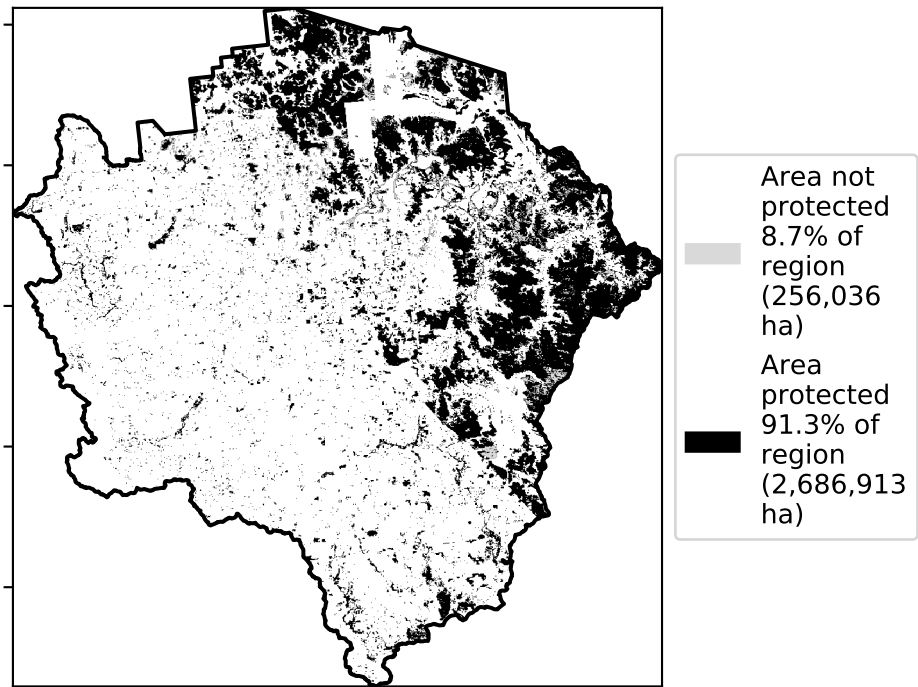 Area not
protected
8.7% of
region
(256,036
ha)
Area
protected
91.3% of
region
(2,686,913
ha)